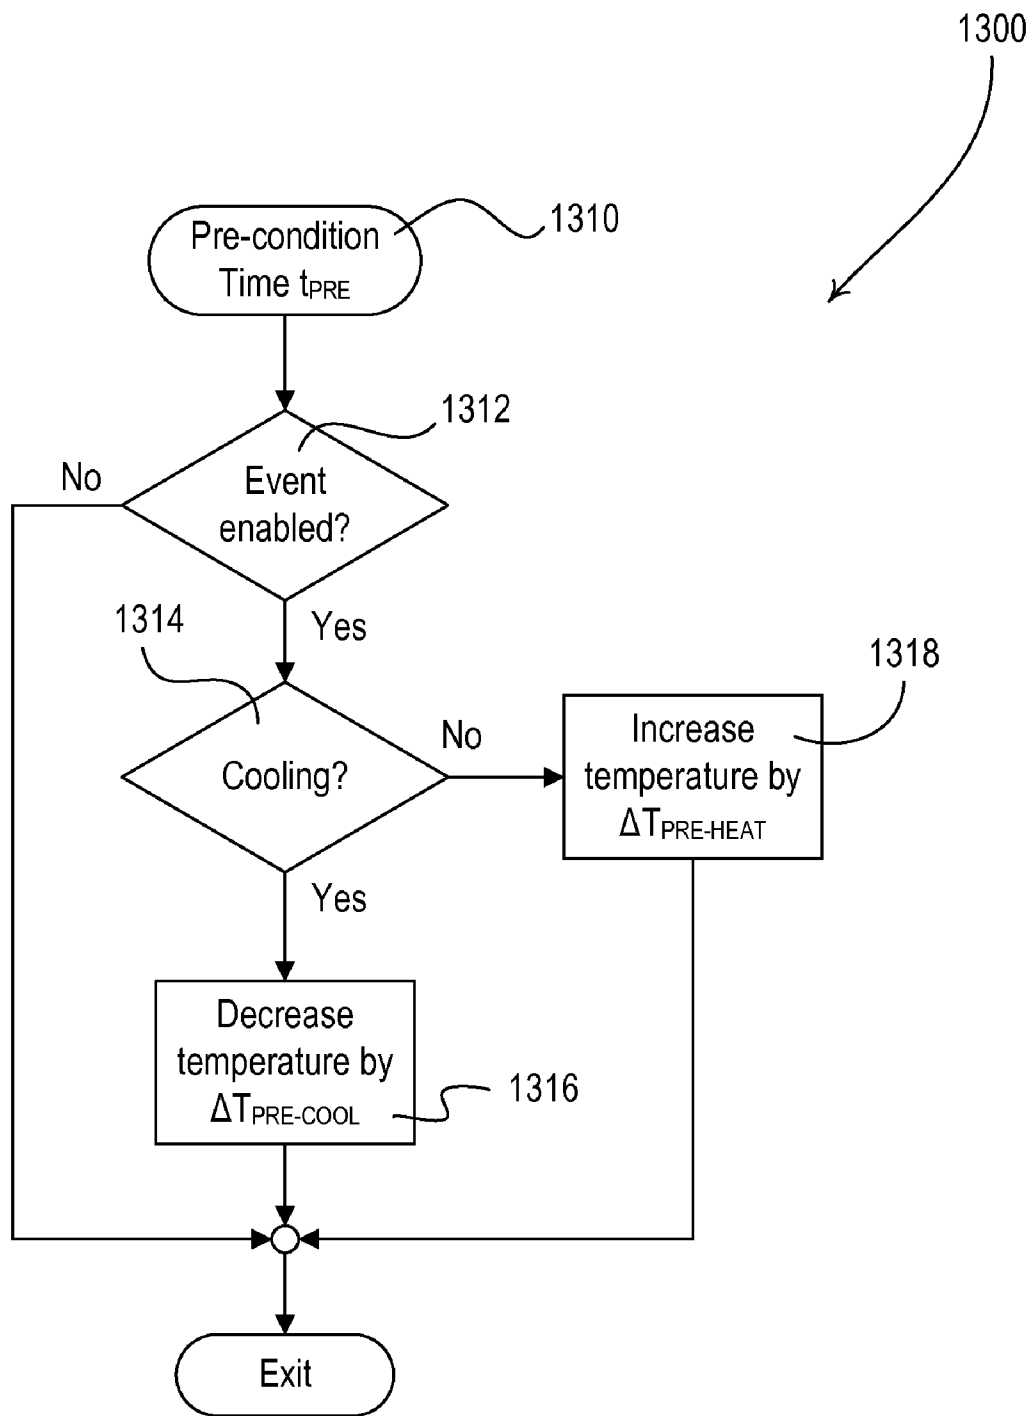 1300
Pre-condition
Time tPRE
1310
1312
No
Event
enabled?
Yes
1314
1318
Cooling?
No
Increase
temperature by
ΔTPRE-HEAT
Yes
Decrease
temperature by
ΔTPRE-COOL
1316
Exit